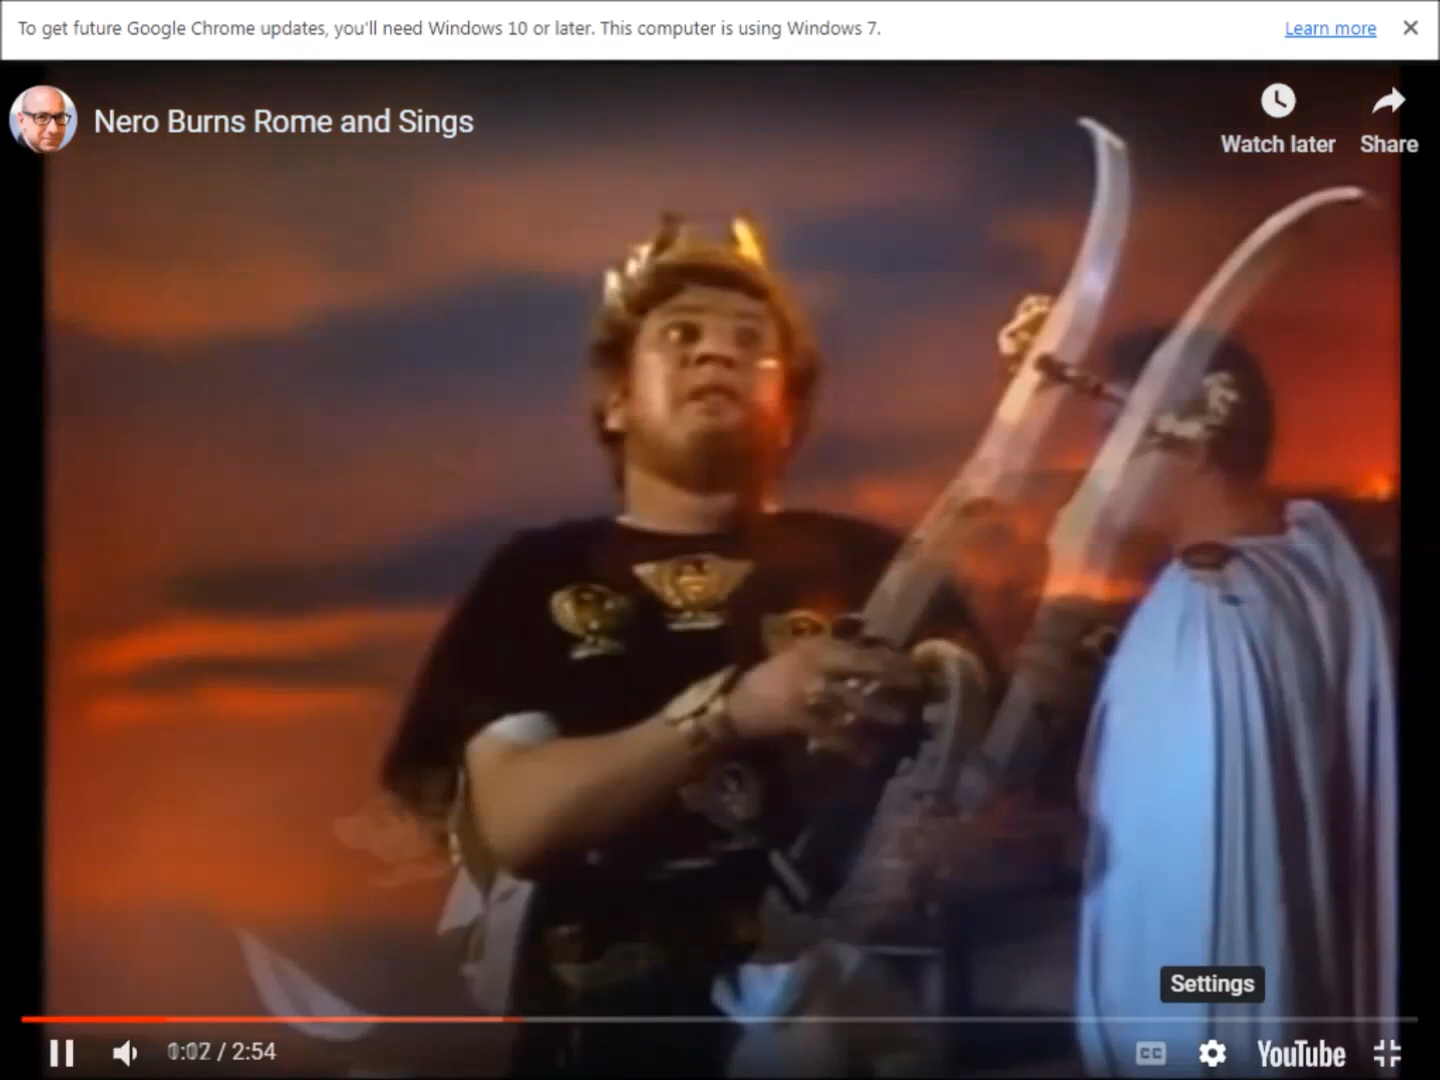 To get future Google Chrome updates, you'll need Windows 10 or later. This computer is using Windows 7.
Learn more
Nero Burns Rome and Sings
Watch later
Share
Settings
0:02 / 2:54
CC
YouTube